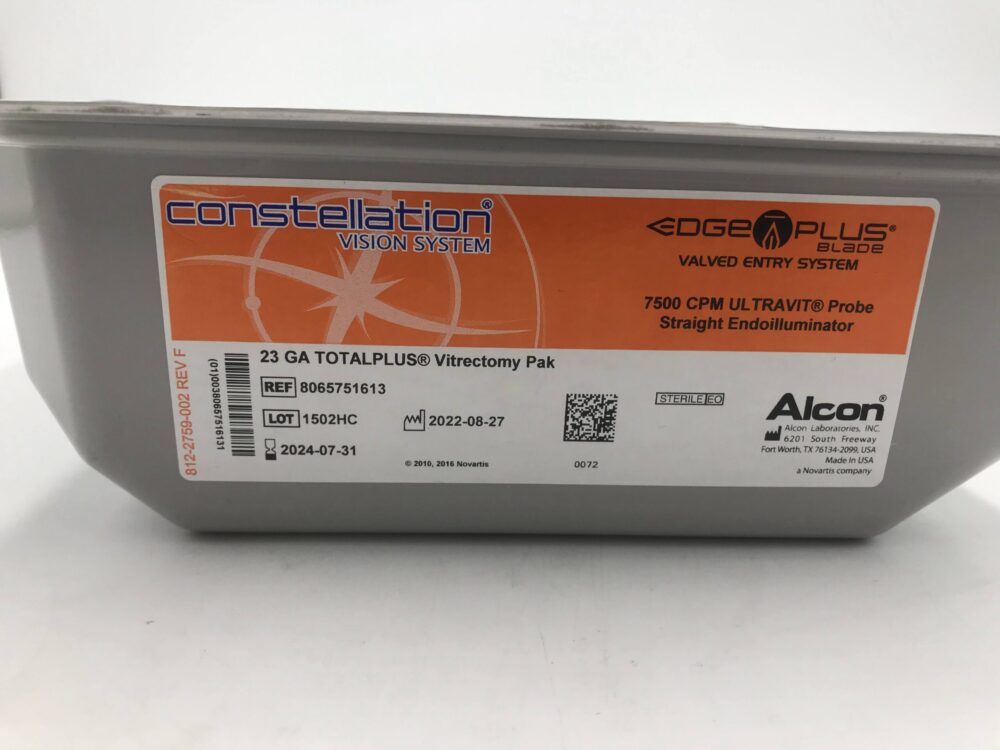 constellation®
VISION SYSTEM
EDGE PLUS®
BLADE
VALVED ENTRY SYSTEM
7500 CPM ULTRAVIT® Probe
Straight Endoilluminator
812-2759-002 REV F
(01)00380657516131
23 GA TOTALPLUS® Vitrectomy Pak
REF 8065751613
LOT 1502HC
2022-08-27
2024-07-31
© 2010, 2016 Novartis
0072
STERILE EO
Alcon®
Alcon Laboratories, INC.
6201 South Freeway
Fort Worth, TX 76134-2099, USA
Made In USA
a Novartis company